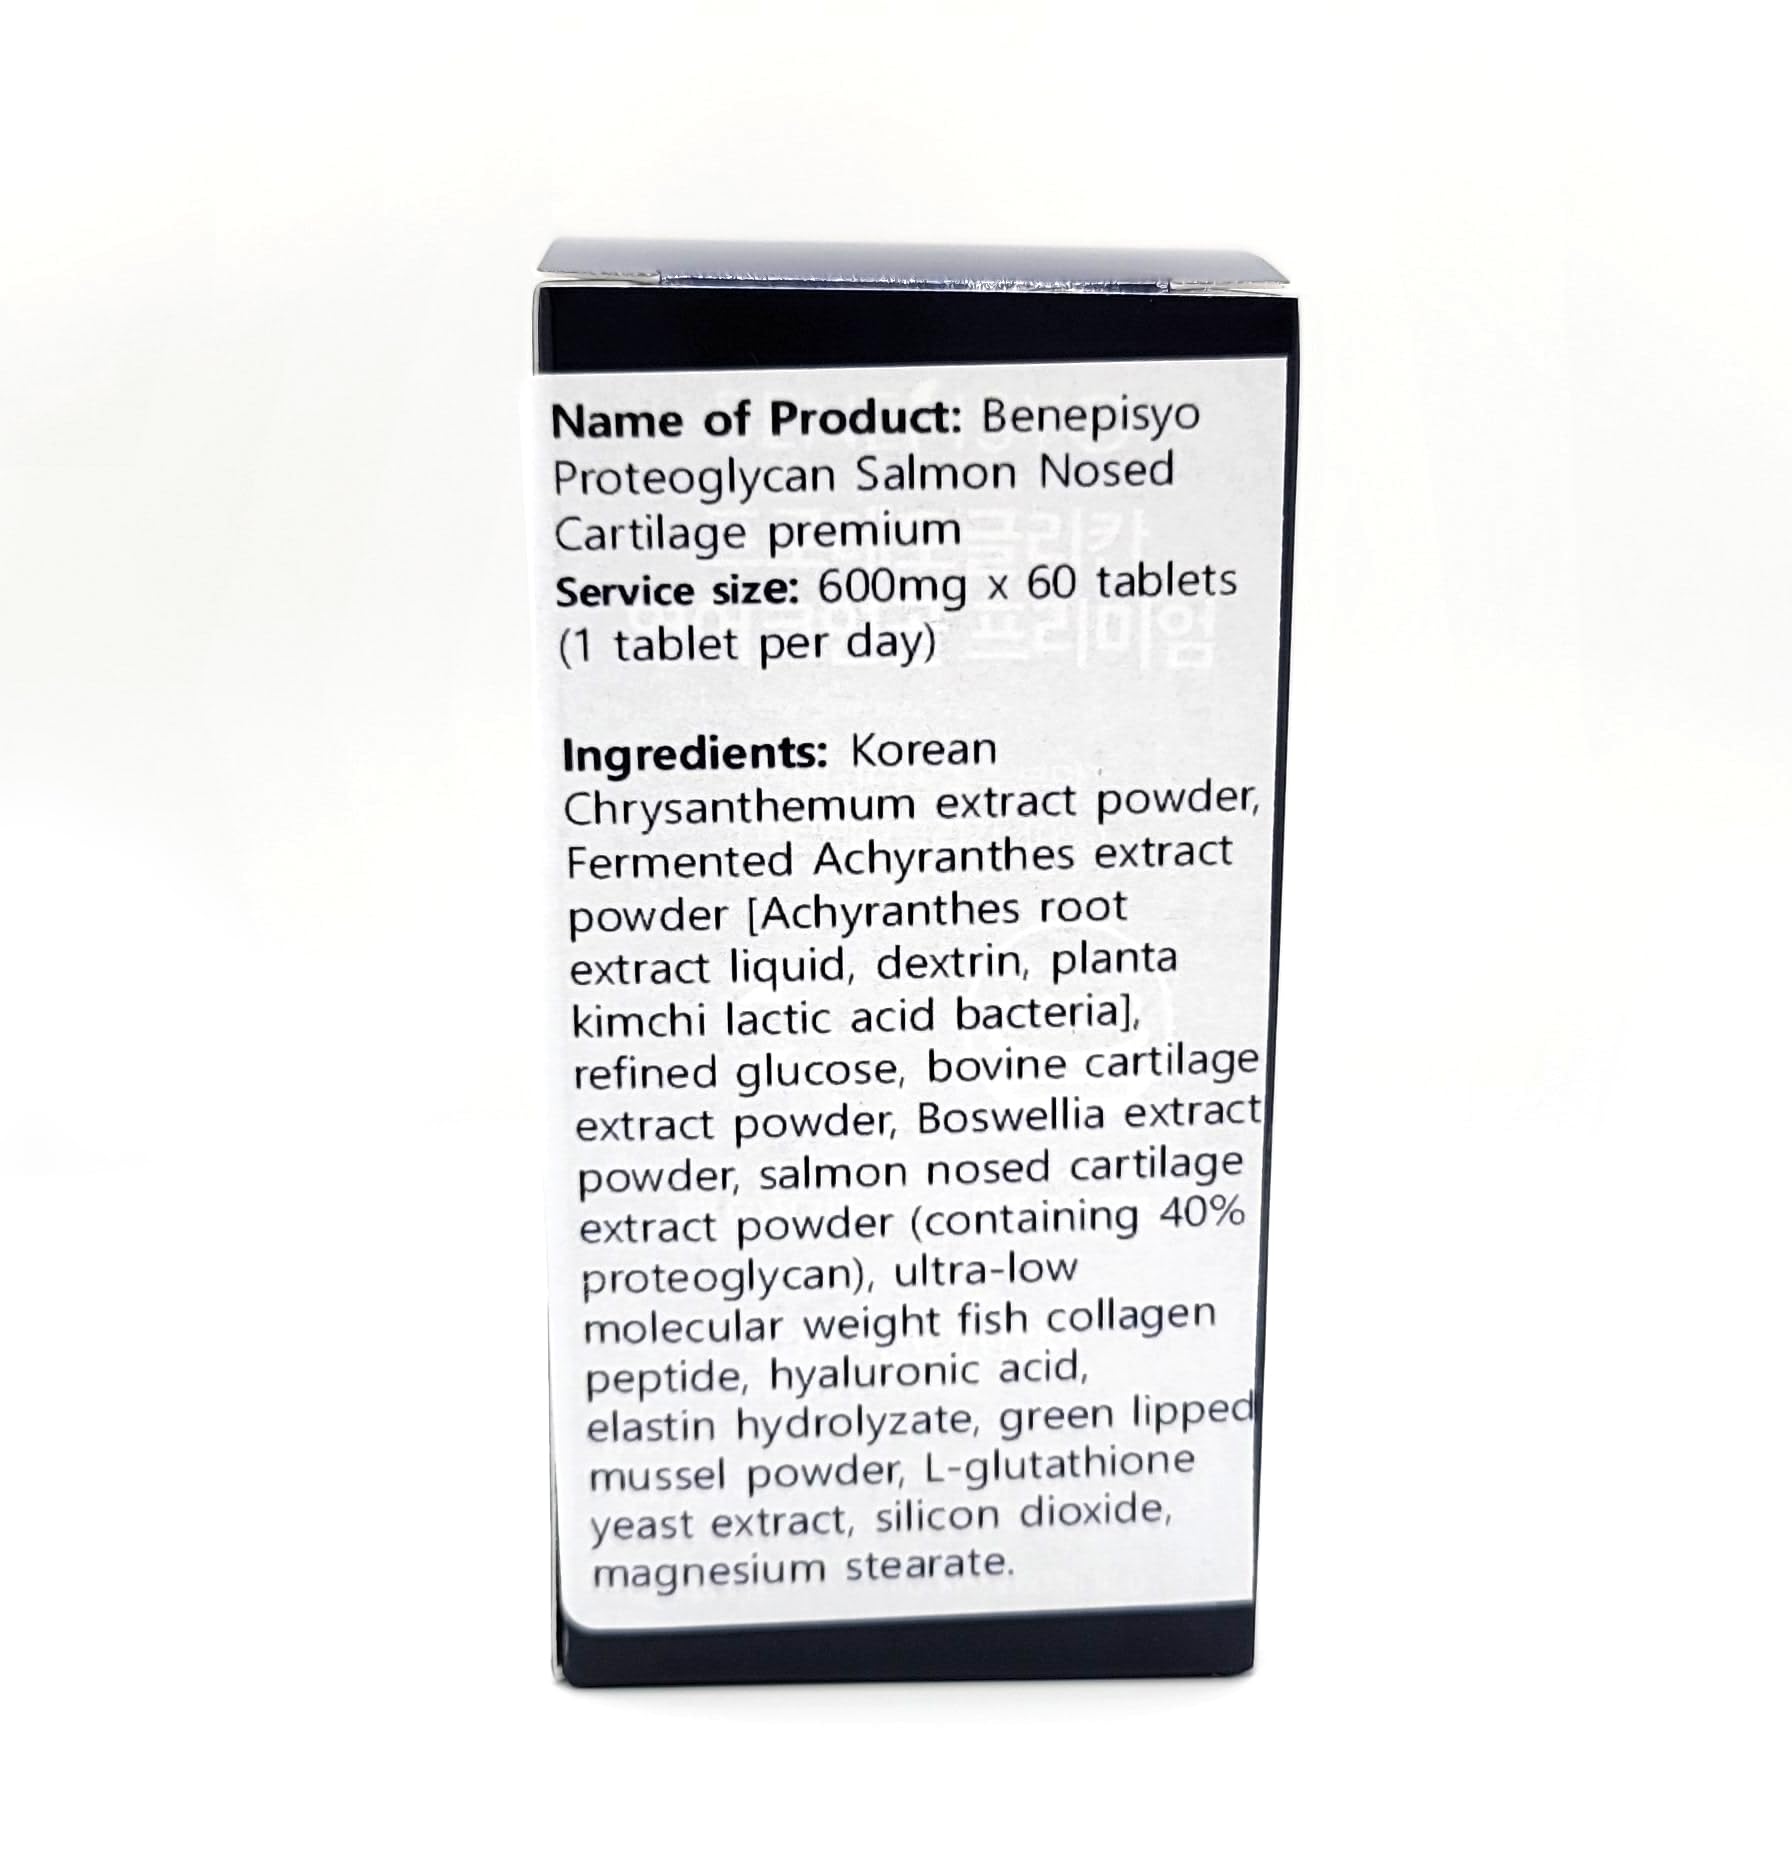 Name of Product: Benepisyo
Proteoglycan Salmon Nosed
Cartilage premium
Service size: 600mg x 60 tablets
(1 tablet per day)
Ingredients: Korean
Chrysanthemum extract powder,
Fermented Achyranthes extract
powder [Achyranthes root
extract liquid, dextrin, planta
kimchi lactic acid bacteria],
refined glucose, bovine cartilage
extract powder, Boswellia extract
powder, salmon nosed cartilage
extract powder (containing 40%
proteoglycan), ultra-low
molecular weight fish collagen
peptide, hyaluronic acid,
elastin hydrolyzate, green lipped
mussel powder, L-glutathione
yeast extract, silicon dioxide,
magnesium stearate.
프리미엄